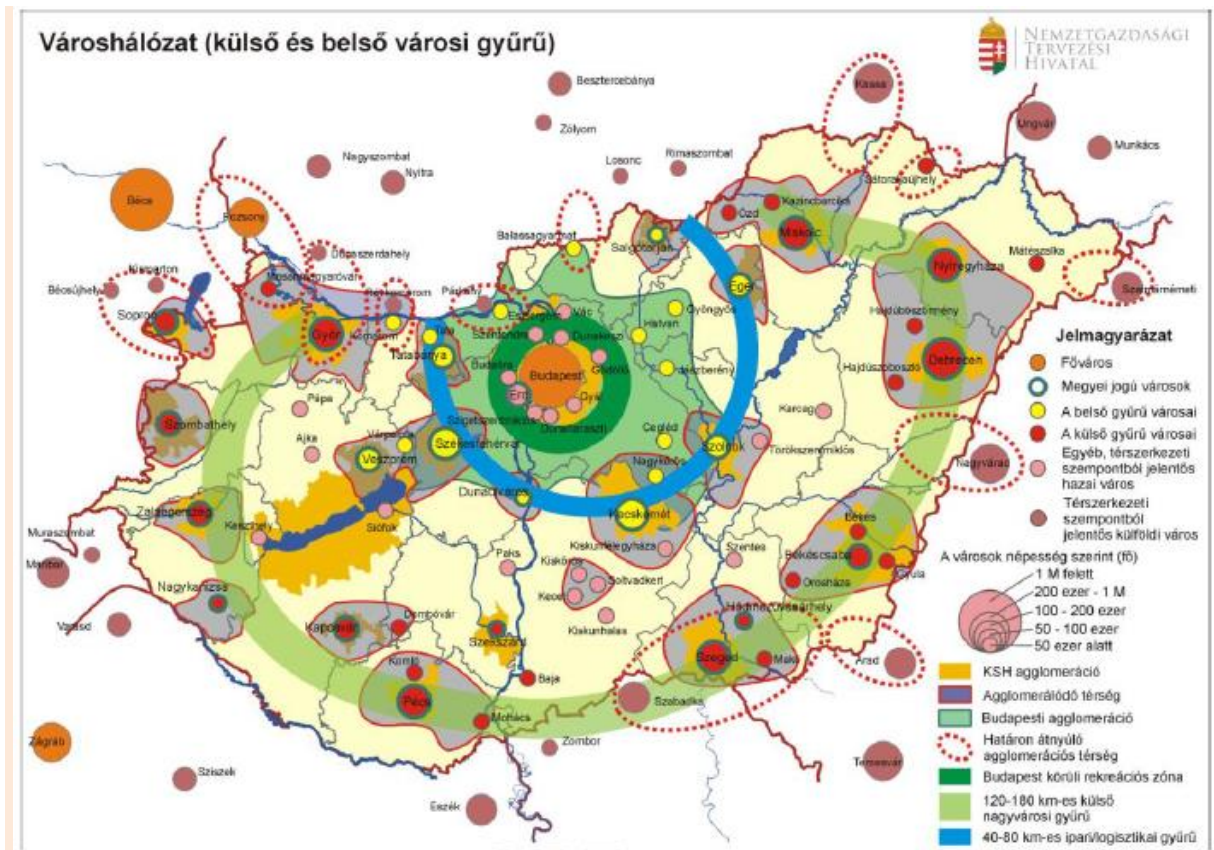 Városhálózat (külső és belső városi gyűrű)
NEMZETGAZDASÁGI
TERVEZÉSI
HIVATAL
Besztercebánya
Kassa
Zólyom
Ungvár
Munkács
Nagyszombat
Nyitra
Losonc
Rimaszombat
Sátoraljaújhely
Bécs
Pozsony
Kazincbarcika
Ózd
Miskolc
Balassagyarmat
Salgótarján
Dunaszerdahely
Mosonmagyaróvár
Nyíregyháza
Mátészalka
Szatmárnémeti
Kismarton
Bécsújhely
Sopron
Győr
Komárom
Párkány
Esztergom
Vác
Eger
Gyöngyös
Hatvan
Tata
Tatabánya
Szentendre
Dunakeszi
Gödöllő
Budaörs
Budapest
Érd
Gyál
Jászberény
Szigetszentmiklós
Dunaharaszti
Hajdúböszörmény
Debrecen
Hajdúszoboszló
Pápa
Ajka
Szombathely
Várpalota
Veszprém
Székesfehérvár
Karcag
Cegléd
Szolnok
Törökszentmiklós
Nagykőrös
Nagyvárad
Dunaújváros
Kecskemét
Zalaegerszeg
Keszthely
Siófok
Muraszombat
Maribor
Paks
Kiskunfélegyháza
Szentes
Békés
Békéscsaba
Gyula
Orosháza
Nagykanizsa
Kiskőrös
Soltvadkert
Kecel
Kiskunhalas
Varasd
Kaposvár
Dombóvár
Szekszárd
Hódmezővásárhely
Szeged
Makó
Arad
Komló
Pécs
Baja
Mohács
Szabadka
Zombor
Zágráb
Sziszek
Eszék
Temesvár
Jelmagyarázat
Főváros
Megyei jogú városok
A belső gyűrű városai
A külső gyűrű városai
Egyéb, térszerkezeti
szempontból jelentős
hazai város
Térszerkezeti
szempontból
jelentős külföldi város
A városok népesség szerint (fő)
1 M felett
200 ezer - 1 M
100 - 200 ezer
50 - 100 ezer
50 ezer alatt
KSH agglomeráció
Agglomerálódó térség
Budapesti agglomeráció
Határon átnyúló
agglomerációs térség
Budapest körüli rekreációs zóna
120-180 km-es külső
nagyvárosi gyűrű
40-80 km-es ipari/logisztikai gyűrű